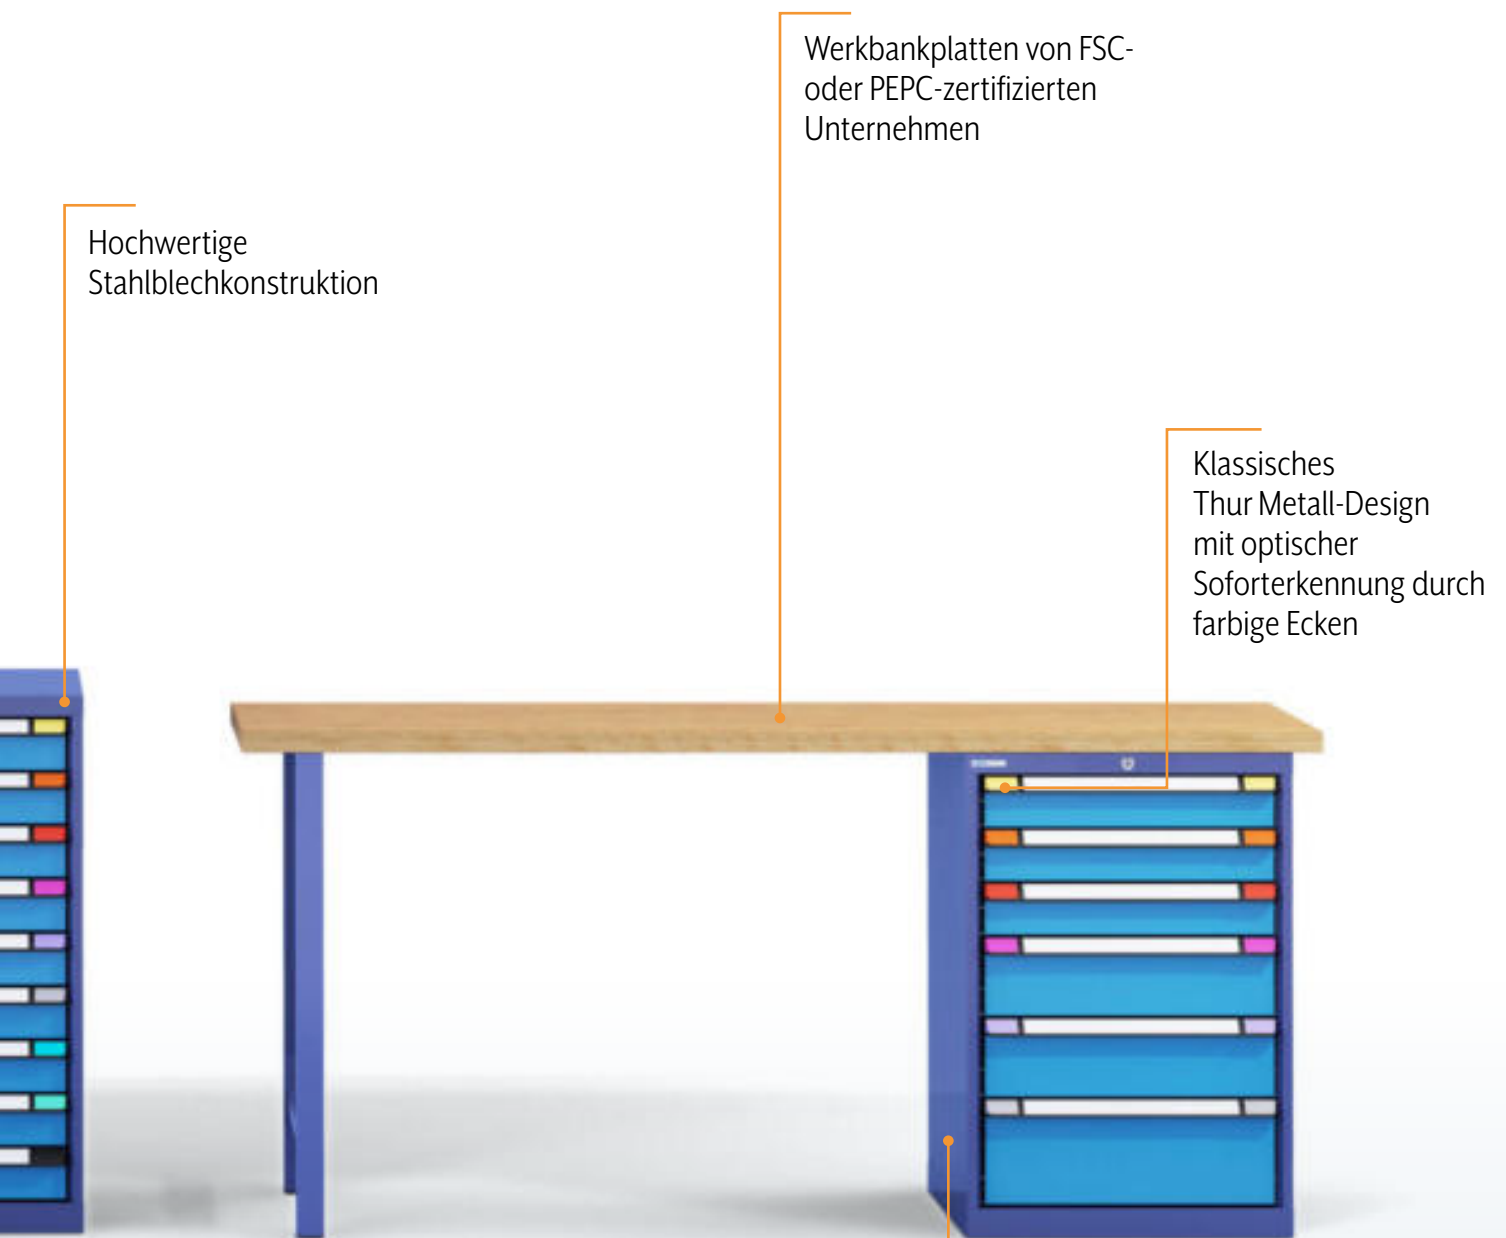 Werkbankplatten von FSC-
oder PEPC-zertifizierten
Unternehmen
Hochwertige
Stahlblechkonstruktion
Klassisches
Thur Metall-Design
mit optischer
Soforterkennung durch
farbige Ecken